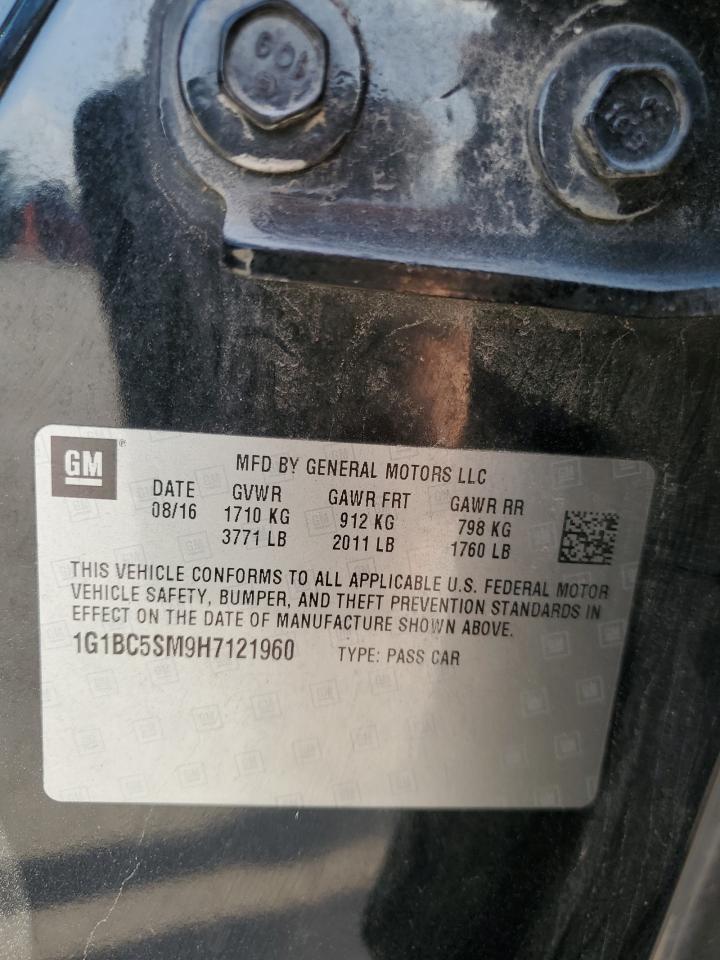 GM
MFD BY GENERAL MOTORS LLC
DATE GVWR GAWR FRT GAWR RR
08/16 1710 KG 912 KG 798 KG
3771 LB 2011 LB 1760 LB
THIS VEHICLE CONFORMS TO ALL APPLICABLE U.S. FEDERAL MOTOR
VEHICLE SAFETY, BUMPER, AND THEFT PREVENTION STANDARDS IN
EFFECT ON THE DATE OF MANUFACTURE SHOWN ABOVE.
1G1BC5SM9H7121960 TYPE: PASS CAR